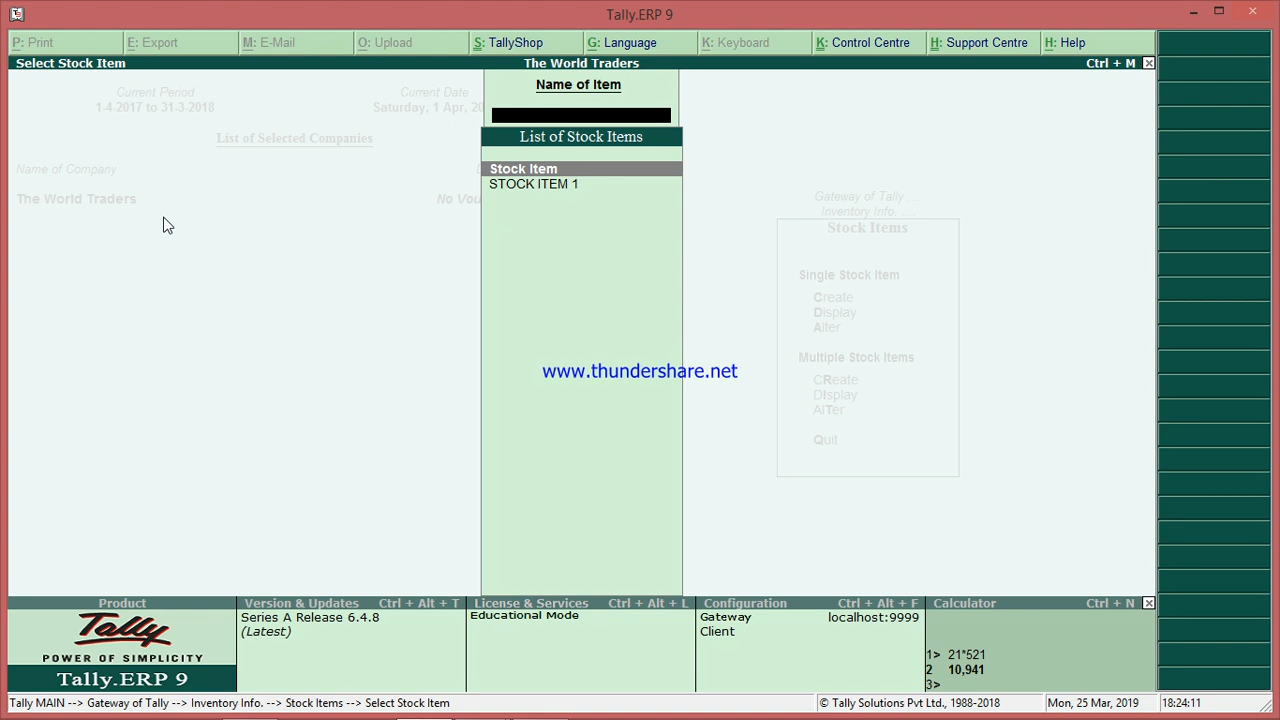 Tally.ERP 9
P: Print
E: Export
M: E-Mail
O: Upload
S: TallyShop
G: Language
K: Keyboard
K: Control Centre
H: Support Centre
H: Help
Select Stock Item
The World Traders
Ctrl + M
Current Period
1-4-2017 to 31-3-2018
Current Date
Saturday, 1 Apr, 20
List of Selected Companies
Name of Company
The World Traders
No Vou
Name of Item
List of Stock Items
Stock Item
STOCK ITEM 1
Gateway of Tally ....
Inventory Info. ....
Stock Items
Single Stock Item
Create
Display
Alter
Multiple Stock Items
CReate
DIsplay
AlTer
Quit
www.thundershare.net
Product
Tally
POWER OF SIMPLICITY
Tally.ERP 9
Version & Updates Ctrl + Alt + T
Series A Release 6.4.8
(Latest)
License & Services Ctrl + Alt + L
Educational Mode
Configuration Ctrl + Alt + F
Gateway localhost:9999
Client
Calculator Ctrl + N
1> 21*521
2 10,941
3>
Tally MAIN --> Gateway of Tally --> Inventory Info. --> Stock Items --> Select Stock Item
© Tally Solutions Pvt Ltd., 1988-2018
Mon, 25 Mar, 2019
18:24:11